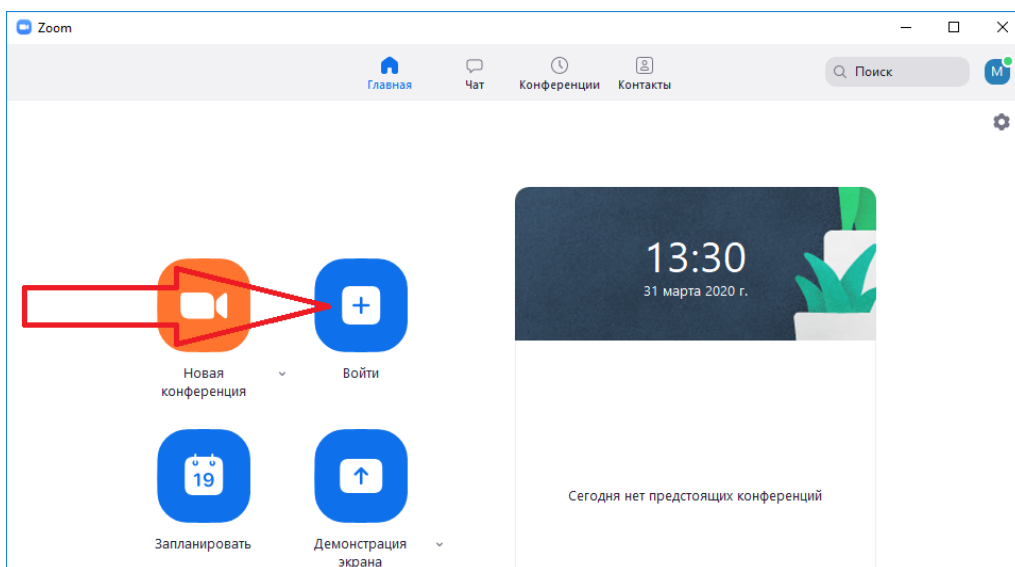 Zoom
Главная
Чат
Конференции
Контакты
Поиск
М
13:30
31 марта 2020 г.
Новая
конференция
Войти
19
Запланировать
Демонстрация
экрана
Сегодня нет предстоящих конференций